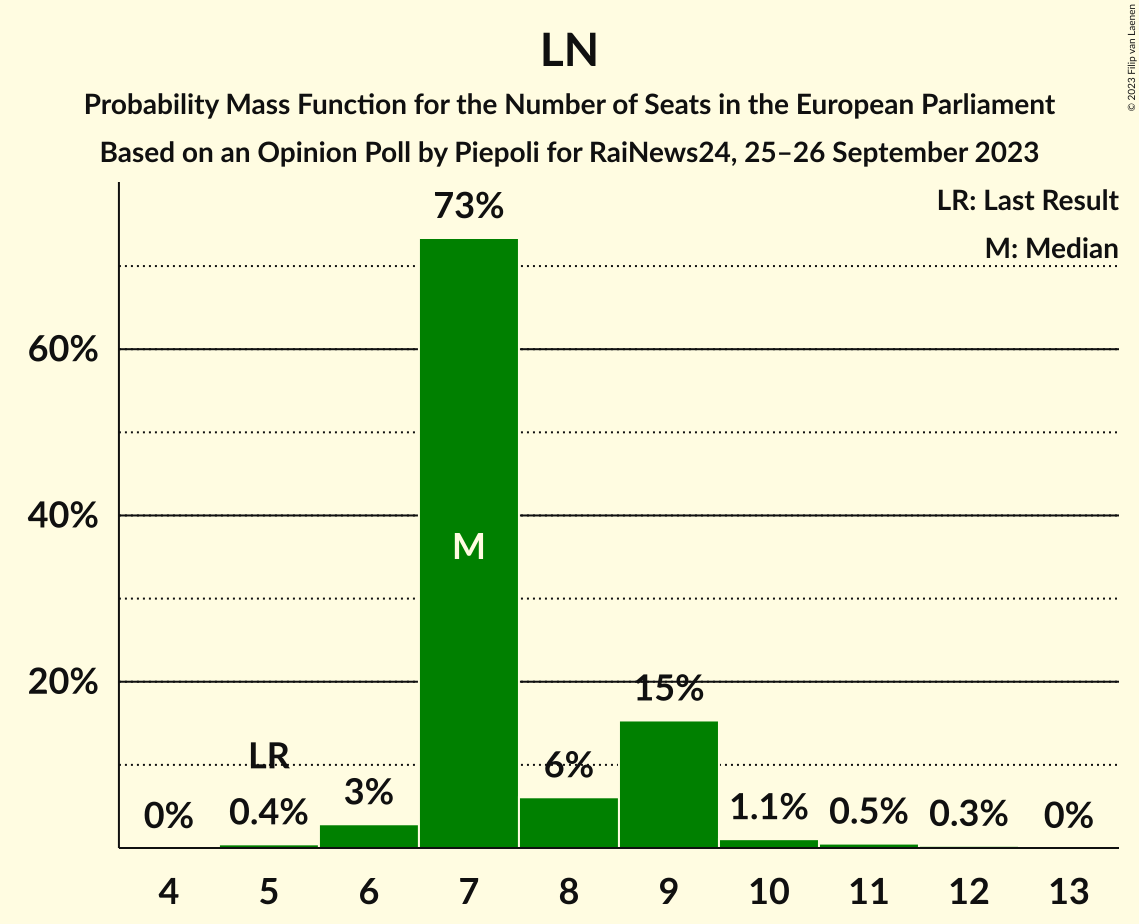 LN
Probability Mass Function for the Number of Seats in the European Parliament
Based on an Opinion Poll by Piepoli for RaiNews24, 25–26 September 2023
© 2023 Filip van Laenen
LR: Last Result
M: Median
60%
40%
20%
0%
LR
0.4%
3%
73%
M
6%
15%
1.1%
0.5%
0.3%
0%
4 5 6 7 8 9 10 11 12 13